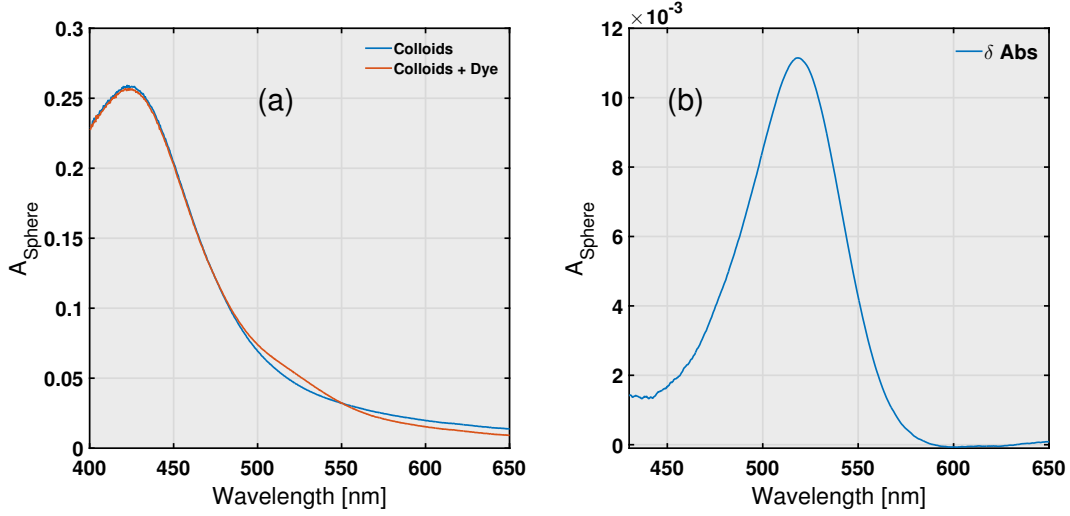 0.3
0.25
0.2
0.15
0.1
0.05
0
400
450
500
550
600
650
A_Sphere
Wavelength [nm]
Colloids
Colloids + Dye
(a)
×10⁻³
12
10
8
6
4
2
0
450
500
550
600
650
A_Sphere
Wavelength [nm]
δ Abs
(b)